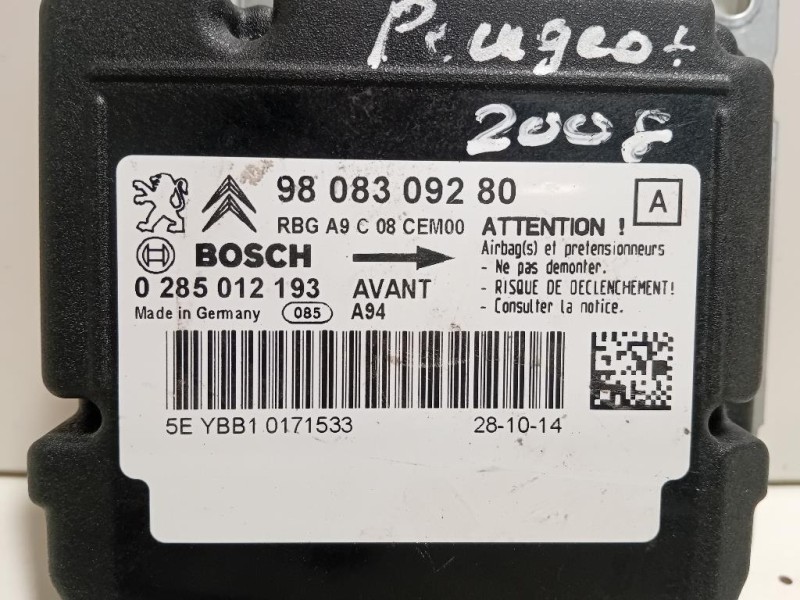 Peugeot
2008
98 083 092 80
A
RBG A9 C 08 CEM00
ATTENTION !
BOSCH
Airbag(s) et pretensionneurs
- Ne pas demonter.
- RISQUE DE DECLENCHEMENT!
- Consulter la notice.
0 285 012 193
AVANT
Made in Germany
085
A94
5E YBB1 0171533
28-10-14